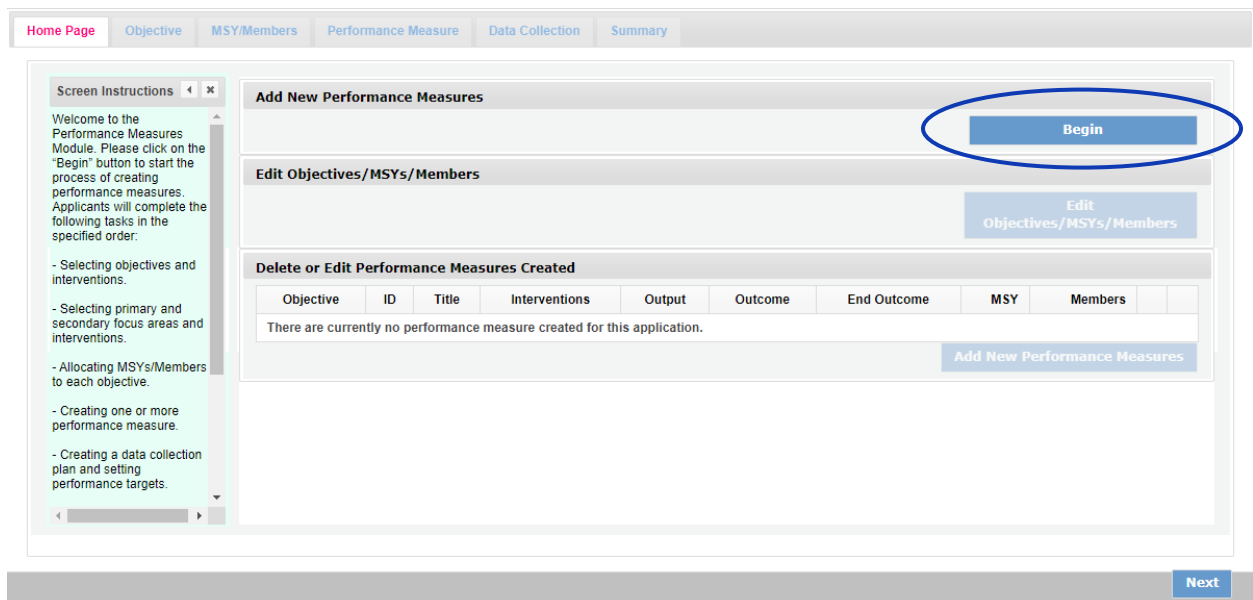 Home Page Objective MSY/Members Performance Measure Data Collection Summary
Screen Instructions
Welcome to the
Performance Measures
Module. Please click on the
"Begin" button to start the
process of creating
performance measures.
Applicants will complete the
following tasks in the
specified order:
- Selecting objectives and
interventions.
- Selecting primary and
secondary focus areas and
interventions.
- Allocating MSYs/Members
to each objective.
- Creating one or more
performance measure.
- Creating a data collection
plan and setting
performance targets.
Add New Performance Measures
Begin
Edit Objectives/MSYs/Members
Edit
Objectives/MSYs/Members
Delete or Edit Performance Measures Created
Objective ID Title Interventions Output Outcome End Outcome MSY Members
There are currently no performance measure created for this application.
Add New Performance Measures
Next